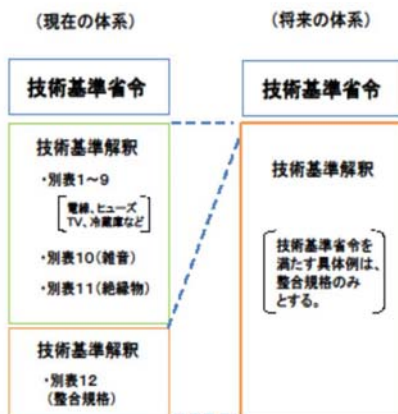 (現在の体系)
技術基準省令
技術基準解釈
・別表1～9
電線、ヒューズ
TV、冷蔵庫など
・別表10(雑音)
・別表11(絶縁物)
技術基準解釈
・別表12
(整合規格)
(将来の体系)
技術基準省令
技術基準解釈
技術基準省令を
満たす具体例は、
整合規格のみ
とする。